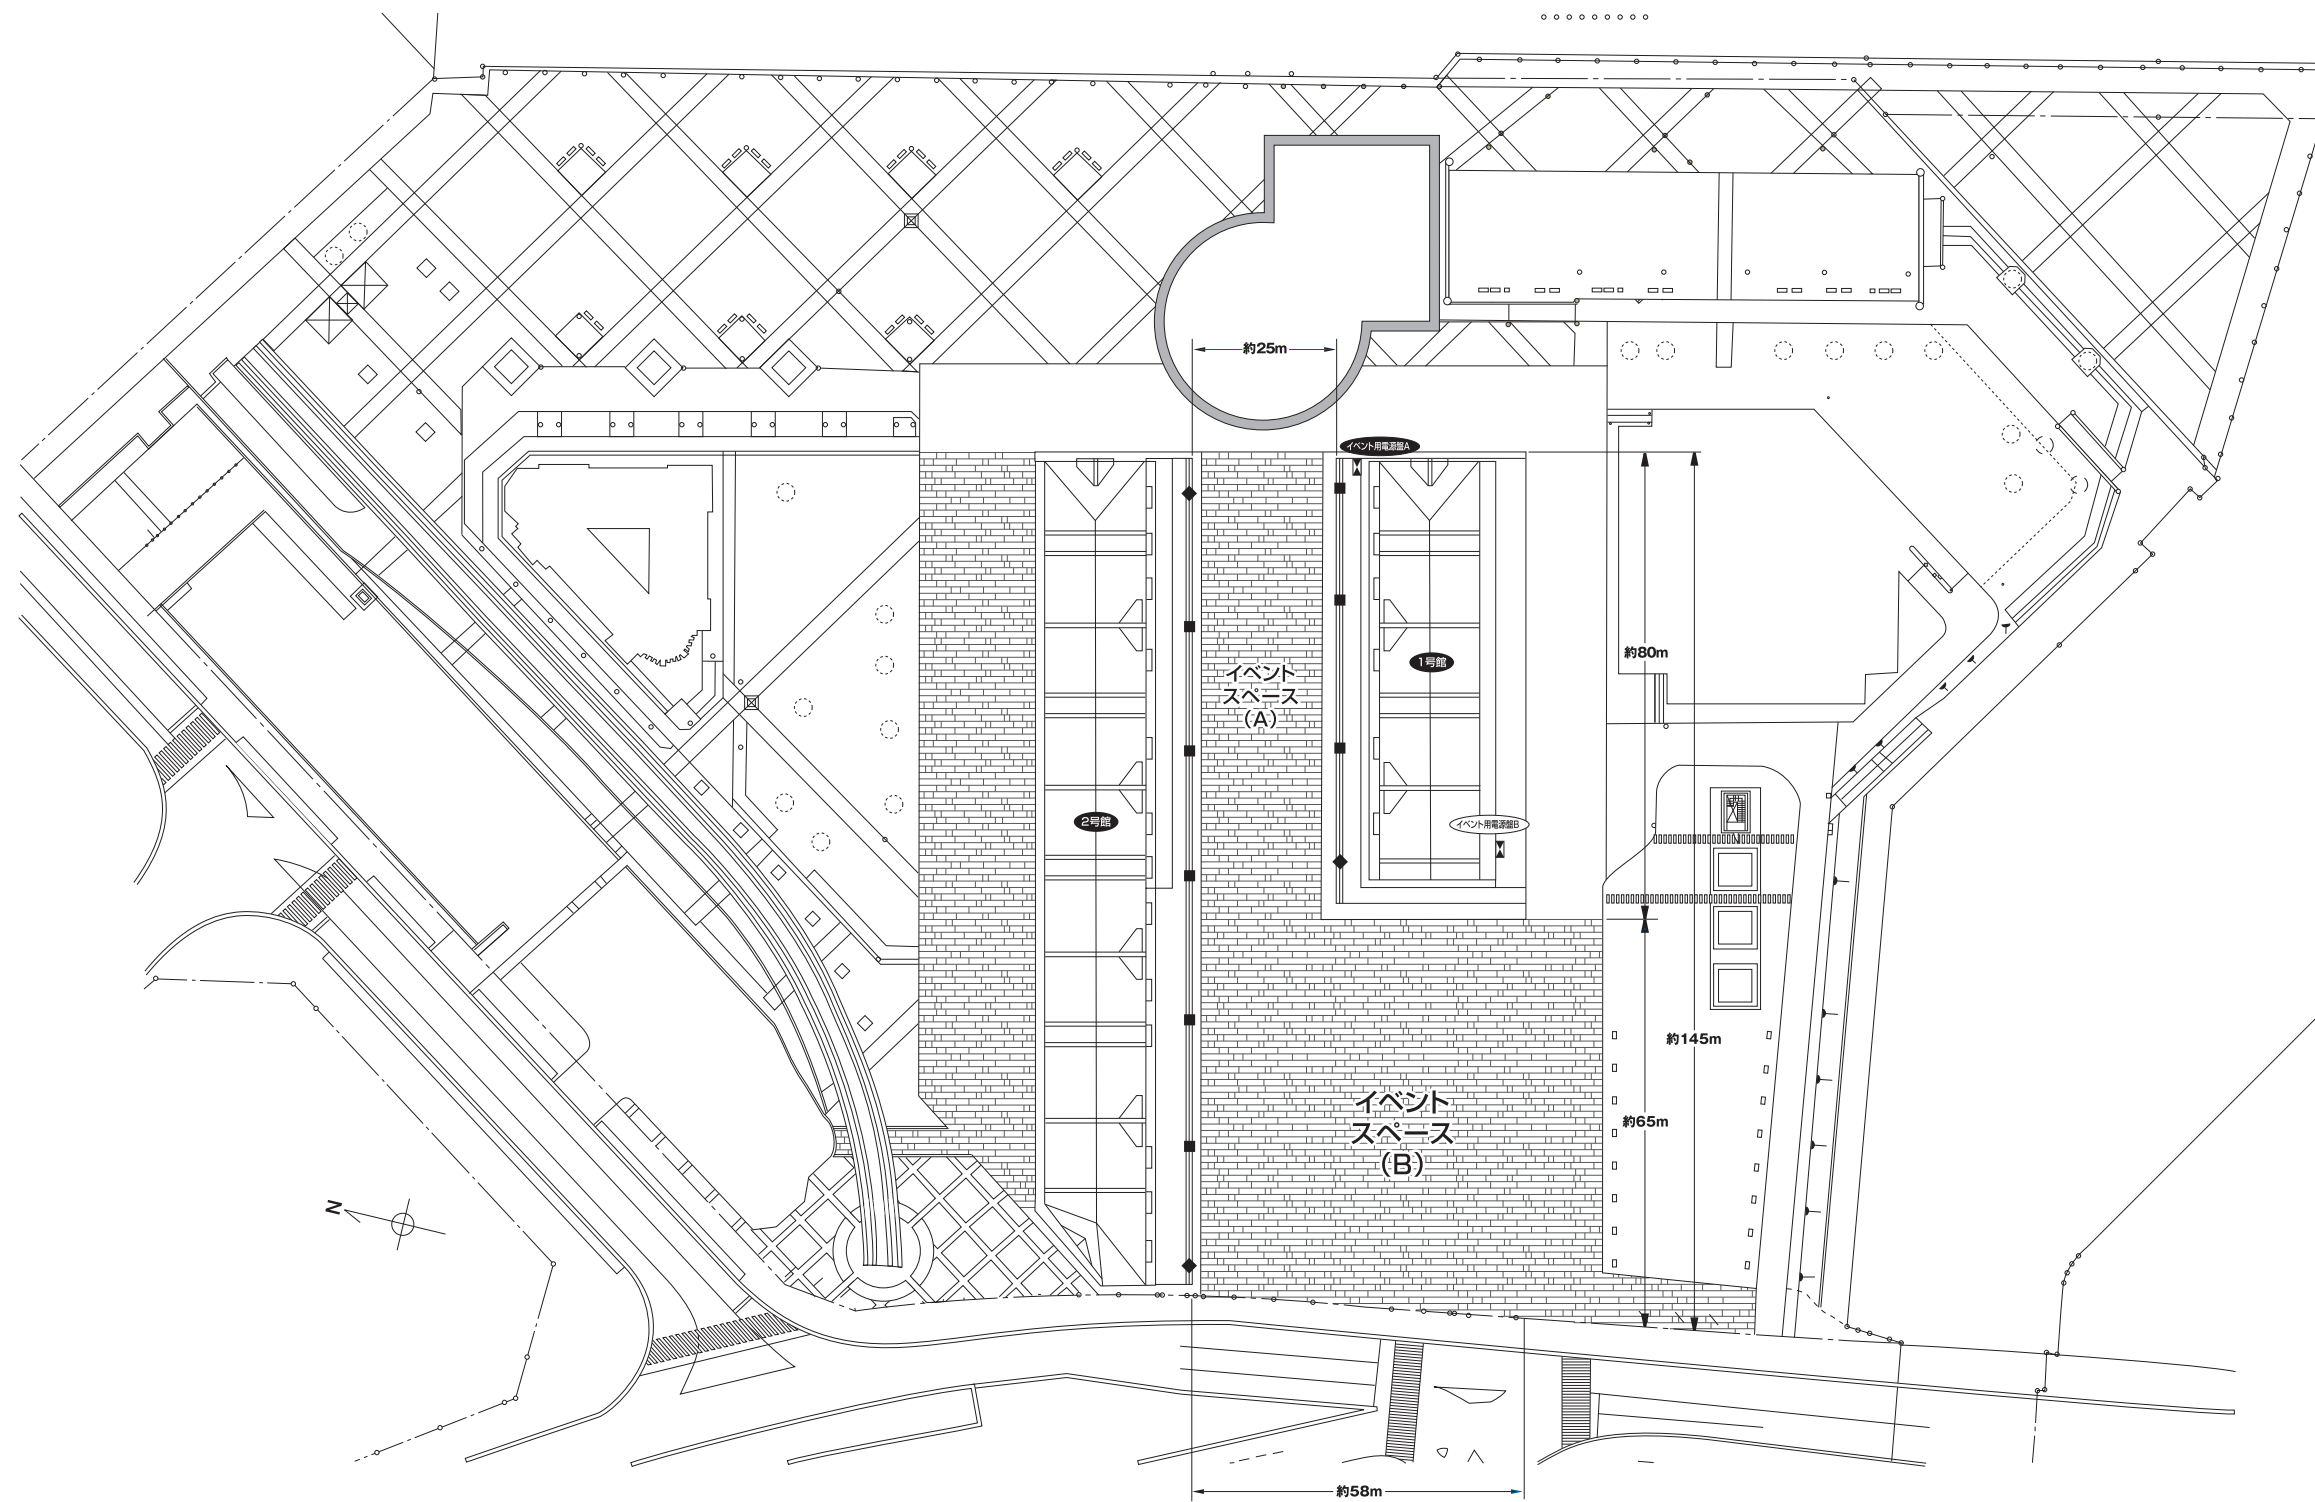 約25m
イベント用電源盤A
約80m
1号館
イベント
スペース
（A）
2号館
イベント用電源盤B
約145m
約65m
イベント
スペース
（B）
N
約58m